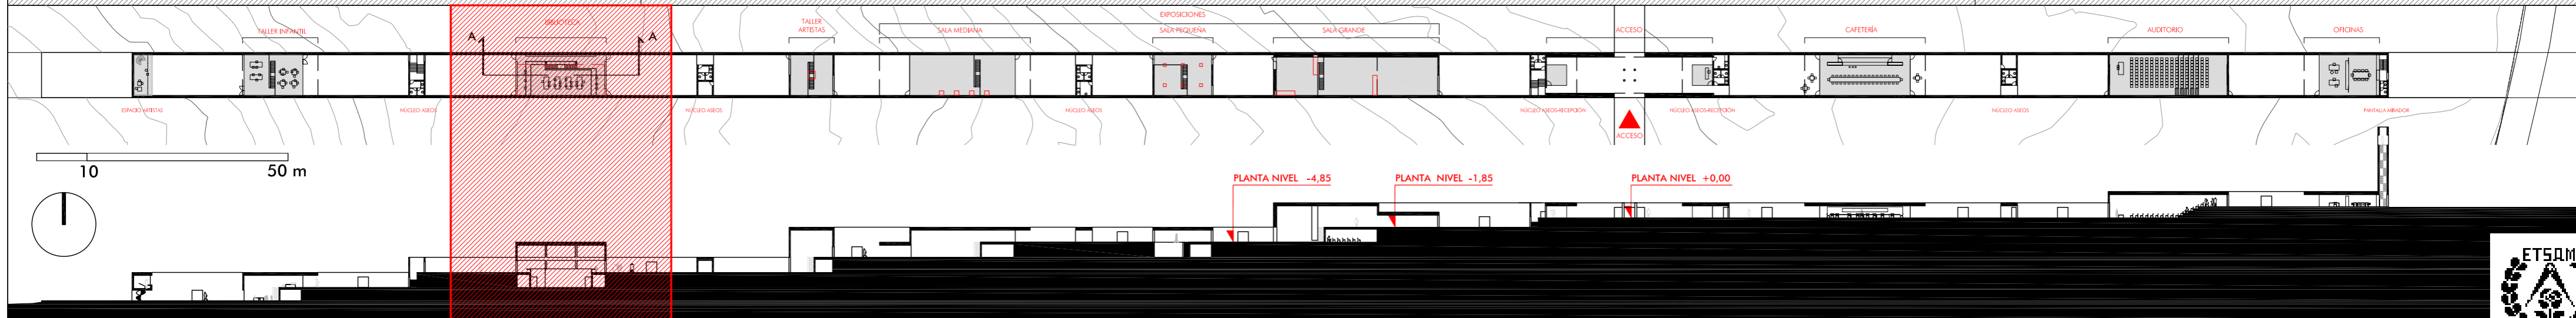 EXPOSICIONES
BIBLIOTECA
TALLER
ARTISTAS
TALLER INFANTIL
A
A
SALA MEDIANA
SALA PEQUEÑA
SALA GRANDE
ACCESO
CAFETERÍA
AUDITORIO
OFICINAS
ESPACIO ARTISTAS
NÚCLEO ASEOS
NÚCLEO ASEOS
NÚCLEO ASEOS
NÚCLEO ASEOS-RECEPCIÓN
NÚCLEO ASEOS-RECEPCIÓN
NÚCLEO ASEOS
PANTALLA MIRADOR
ACCESO
10
50 m
PLANTA NIVEL -4,85
PLANTA NIVEL -1,85
PLANTA NIVEL +0,00
ETSAM